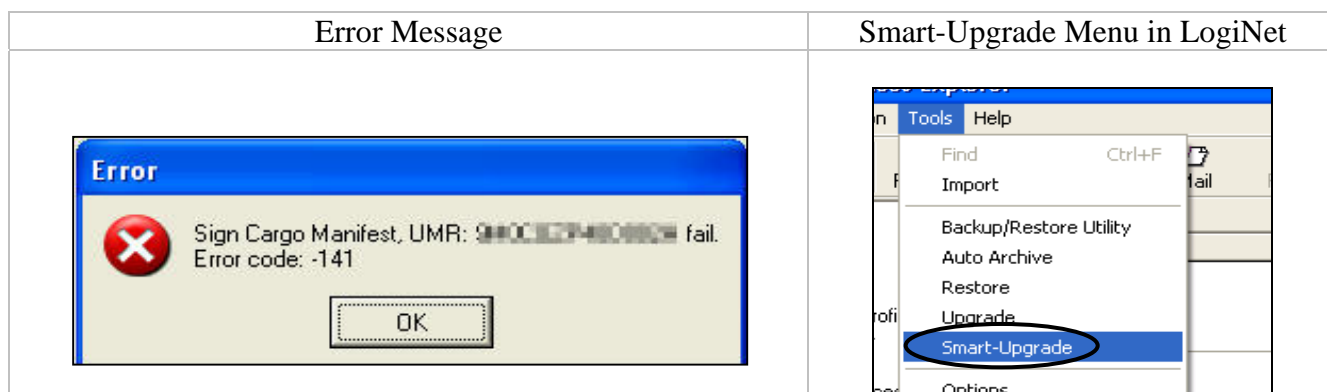 Error Message
Smart-Upgrade Menu in LogiNet
Error
Sign Cargo Manifest, UMR: fail.
Error code: -141
OK
Tools Help
Find Ctrl+F
Import
Backup/Restore Utility
Auto Archive
Restore
Upgrade
Smart-Upgrade
Options